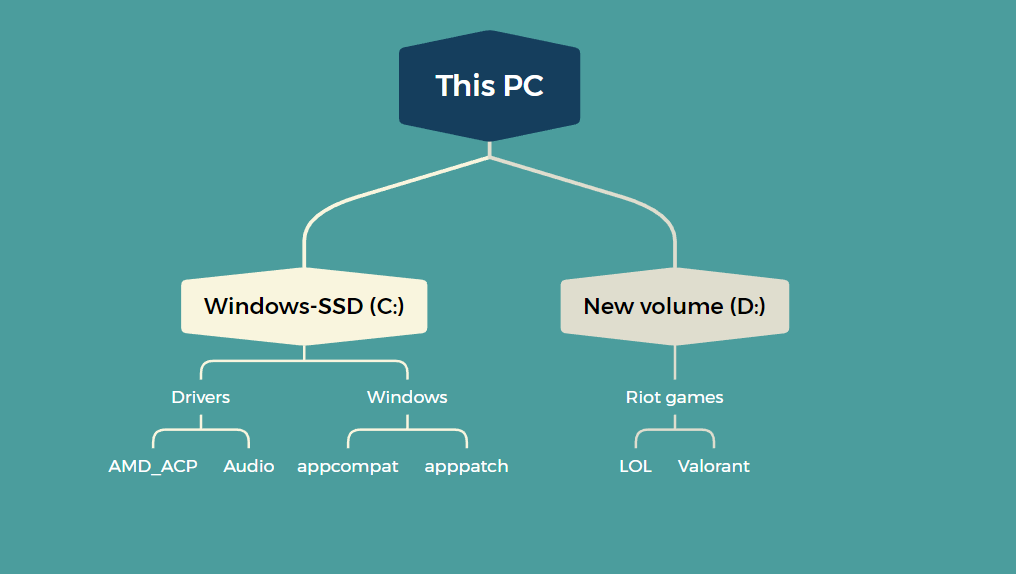 This PC
Windows-SSD (C:)
New volume (D:)
Drivers
Windows
Riot games
AMD_ACP
Audio
appcompat
apppatch
LOL
Valorant